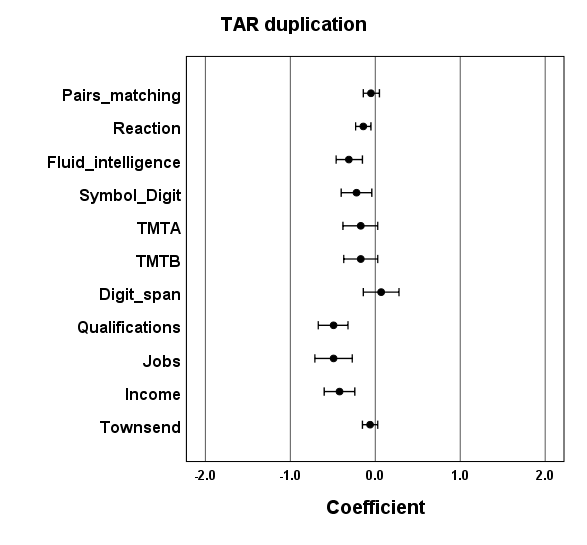 TAR duplication
Pairs_matching
Reaction
Fluid_intelligence
Symbol_Digit
TMTA
TMTB
Digit_span
Qualifications
Jobs
Income
Townsend
-2.0 -1.0 0.0 1.0 2.0
Coefficient